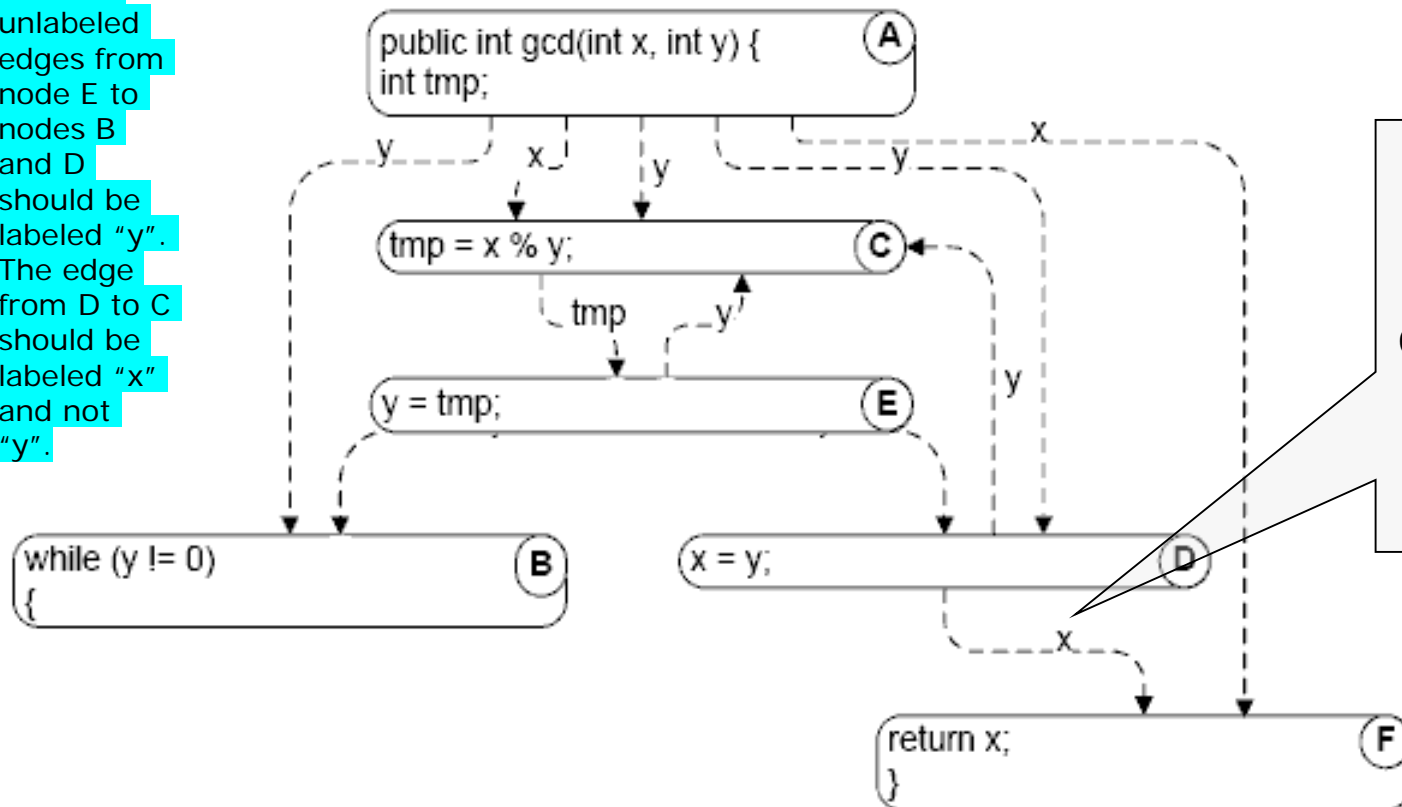 unlabeled
edges from
node E to
nodes B
and D
should be
labeled “y”.
The edge
from D to C
should be
labeled “x”
and not
“y”.
public int gcd(int x, int y) {
int tmp;
A
y
x
y
y
x
tmp = x % y;
C
tmp
y
y
y = tmp;
E
while (y != 0)
{
B
x = y;
D
x
return x;
}
F